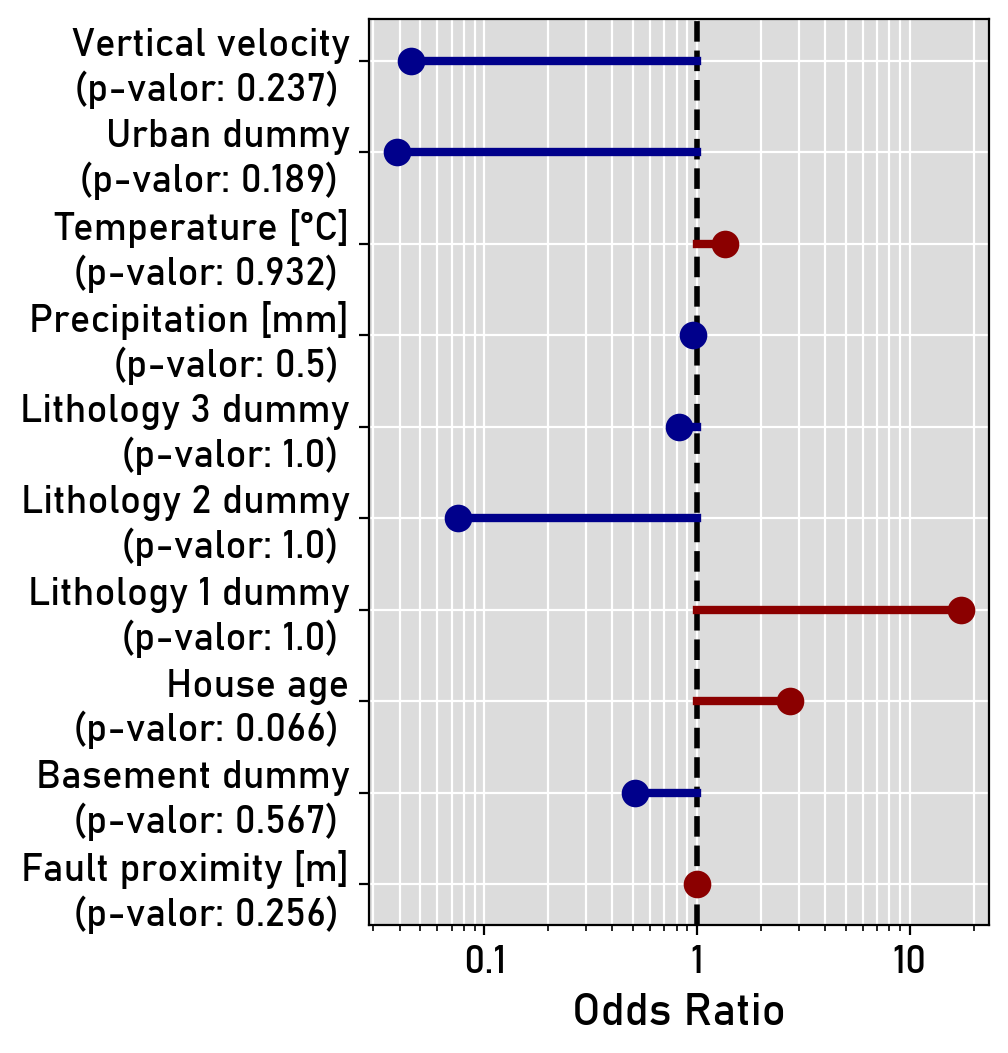 Vertical velocity
(p-valor: 0.237)
Urban dummy
(p-valor: 0.189)
Temperature [°C]
(p-valor: 0.932)
Precipitation [mm]
(p-valor: 0.5)
Lithology 3 dummy
(p-valor: 1.0)
Lithology 2 dummy
(p-valor: 1.0)
Lithology 1 dummy
(p-valor: 1.0)
House age
(p-valor: 0.066)
Basement dummy
(p-valor: 0.567)
Fault proximity [m]
(p-valor: 0.256)
0.1 1 10
Odds Ratio